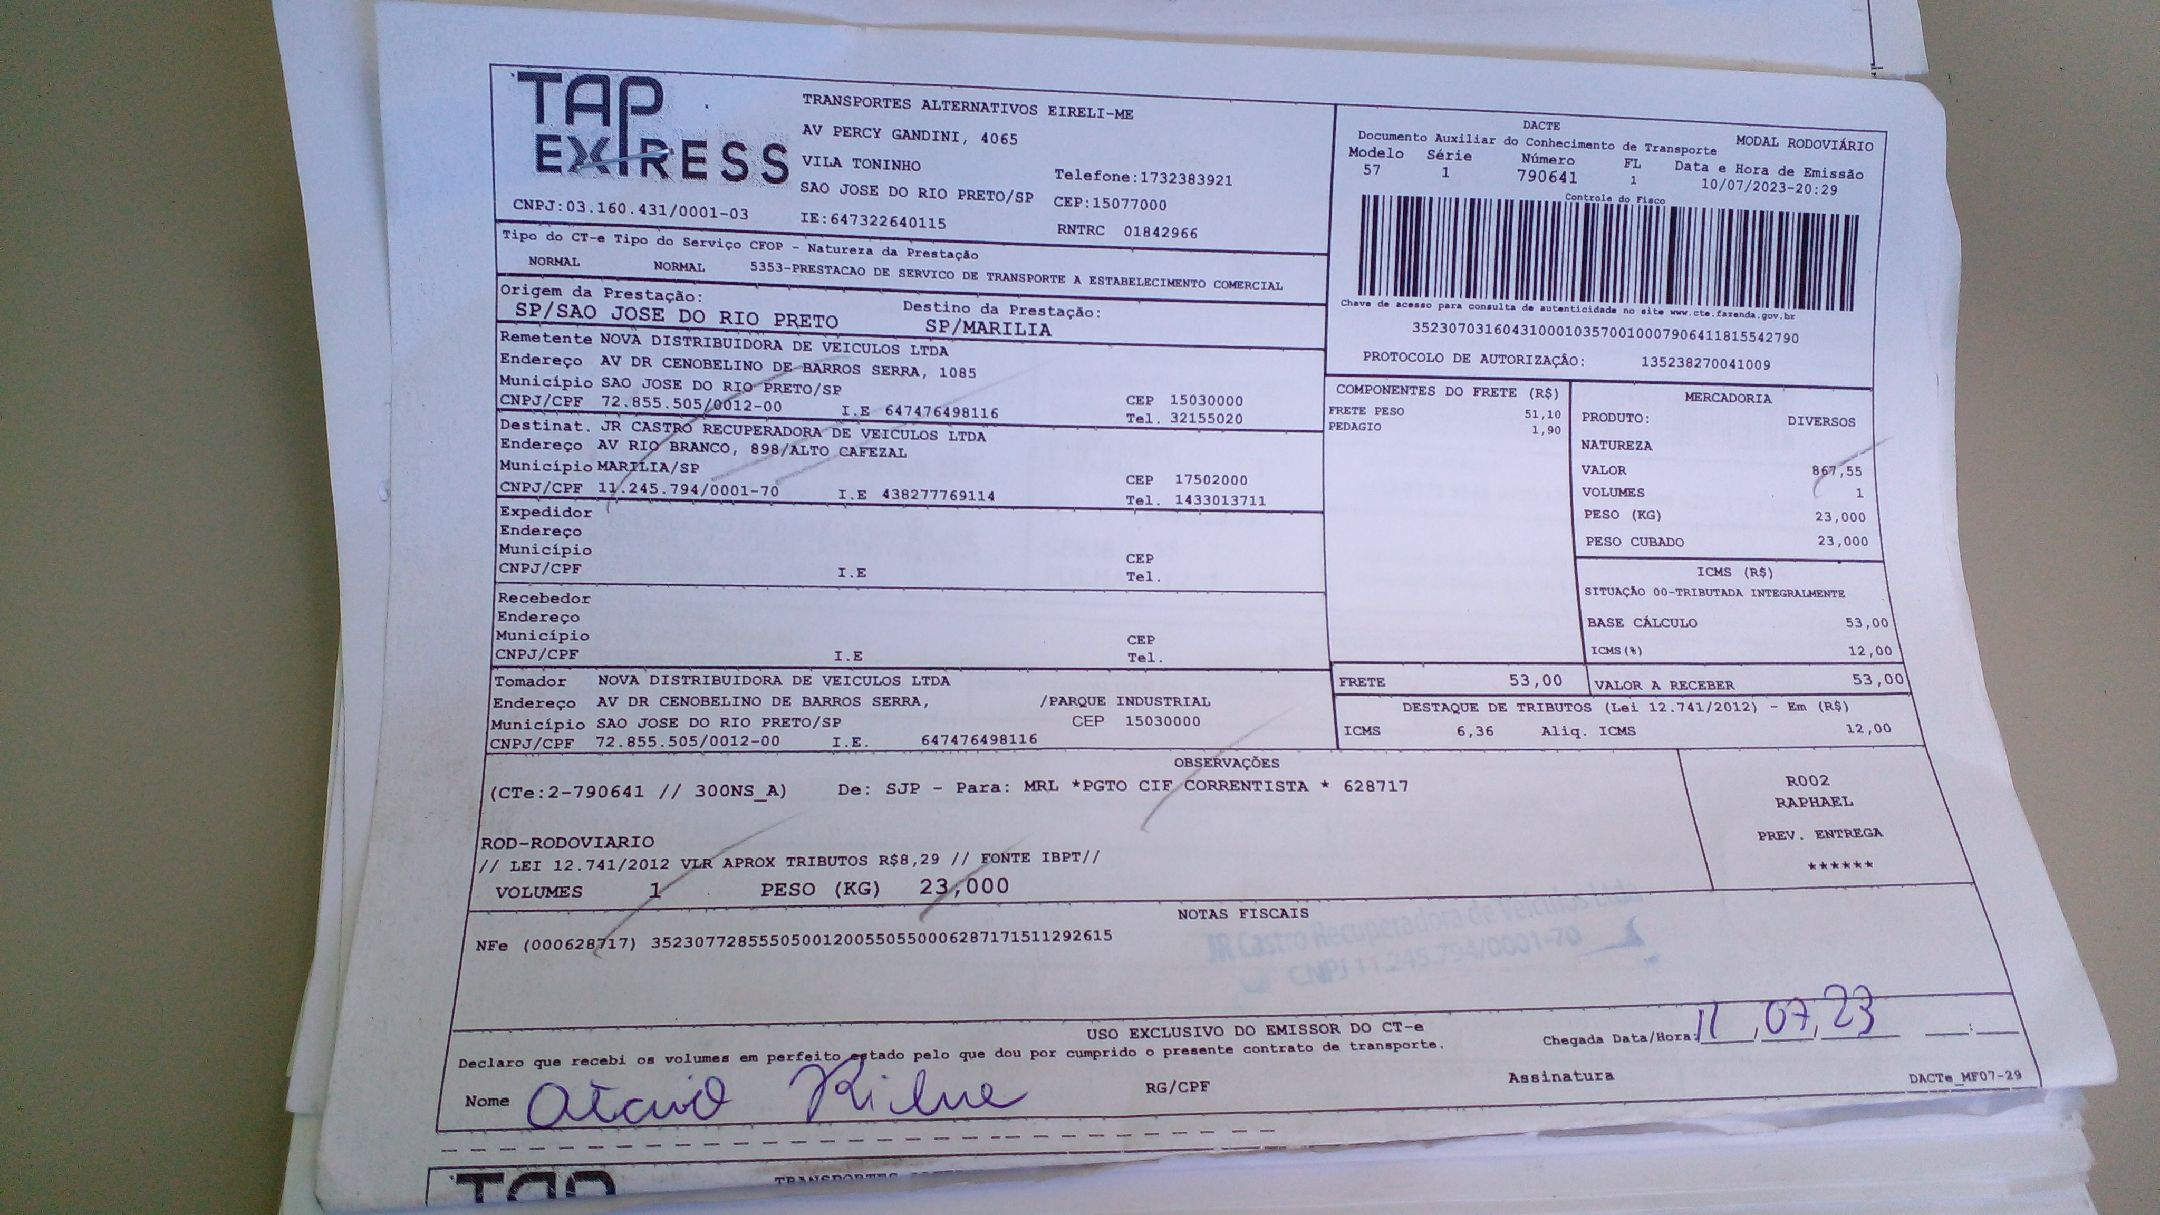 TAP EXPRESS
TRANSPORTES ALTERNATIVOS EIRELI-ME
AV PERCY GANDINI, 4065
VILA TONINHO
Telefone:1732383921
SAO JOSE DO RIO PRETO/SP CEP:15077000
CNPJ:03.160.431/0001-03 IE:647322640115 RNTRC 01842966
DACTE
Documento Auxiliar do Conhecimento de Transporte MODAL RODOVIÁRIO
Modelo Série Número FL Data e Hora de Emissão
57 1 790641 1 10/07/2023-20:29
Controle do Fisco
Chave de acesso para consulta de autenticidade no site www.cte.fazenda.gov.br
35230703160431000103570010007906411815542790
PROTOCOLO DE AUTORIZAÇÃO: 135238270041009
Tipo do CT-e Tipo do Serviço CFOP - Natureza da Prestação
NORMAL NORMAL 5353-PRESTACAO DE SERVICO DE TRANSPORTE A ESTABELECIMENTO COMERCIAL
Origem da Prestação: Destino da Prestação:
SP/SAO JOSE DO RIO PRETO SP/MARILIA
Remetente NOVA DISTRIBUIDORA DE VEICULOS LTDA
Endereço AV DR CENOBELINO DE BARROS SERRA, 1085
Município SAO JOSE DO RIO PRETO/SP CEP 15030000
CNPJ/CPF 72.855.505/0012-00 I.E 647476498116 Tel. 32155020
Destinat. JR CASTRO RECUPERADORA DE VEICULOS LTDA
Endereço AV RIO BRANCO, 898/ALTO CAFEZAL
Município MARILIA/SP CEP 17502000
CNPJ/CPF 11.245.794/0001-70 I.E 438277769114 Tel. 1433013711
Expedidor
Endereço
Município CEP
CNPJ/CPF I.E Tel.
Recebedor
Endereço
Município CEP
CNPJ/CPF I.E Tel.
Tomador NOVA DISTRIBUIDORA DE VEICULOS LTDA
Endereço AV DR CENOBELINO DE BARROS SERRA, /PARQUE INDUSTRIAL
Município SAO JOSE DO RIO PRETO/SP CEP 15030000
CNPJ/CPF 72.855.505/0012-00 I.E. 647476498116
COMPONENTES DO FRETE (R$)
FRETE PESO 51,10
PEDAGIO 1,90
MERCADORIA
PRODUTO: DIVERSOS
NATUREZA
VALOR 867,55
VOLUMES 1
PESO (KG) 23,000
PESO CUBADO 23,000
ICMS (R$)
SITUAÇÃO 00-TRIBUTADA INTEGRALMENTE
BASE CÁLCULO 53,00
ICMS(%) 12,00
FRETE 53,00 VALOR A RECEBER 53,00
DESTAQUE DE TRIBUTOS (Lei 12.741/2012) - Em (R$)
ICMS 6,36 Aliq. ICMS 12,00
OBSERVAÇÕES
(CTe:2-790641 // 300NS_A) De: SJP - Para: MRL *PGTO CIF CORRENTISTA * 628717
ROD-RODOVIARIO
// LEI 12.741/2012 VLR APROX TRIBUTOS R$8,29 // FONTE IBPT//
VOLUMES 1 PESO (KG) 23,000
R002
RAPHAEL
PREV. ENTREGA
******
NOTAS FISCAIS
NFe (000628717) 35230772855505001200550550006287171511292615
JR Castro Recuperadora de Veículos Ltda
CNPJ 11.245.794/0001-70
USO EXCLUSIVO DO EMISSOR DO CT-e
Declaro que recebi os volumes em perfeito estado pelo que dou por cumprido o presente contrato de transporte.
Chegada Data/Hora: 11,07,23 ___:___
Nome RG/CPF Assinatura DACTe_MF07-29
TAP